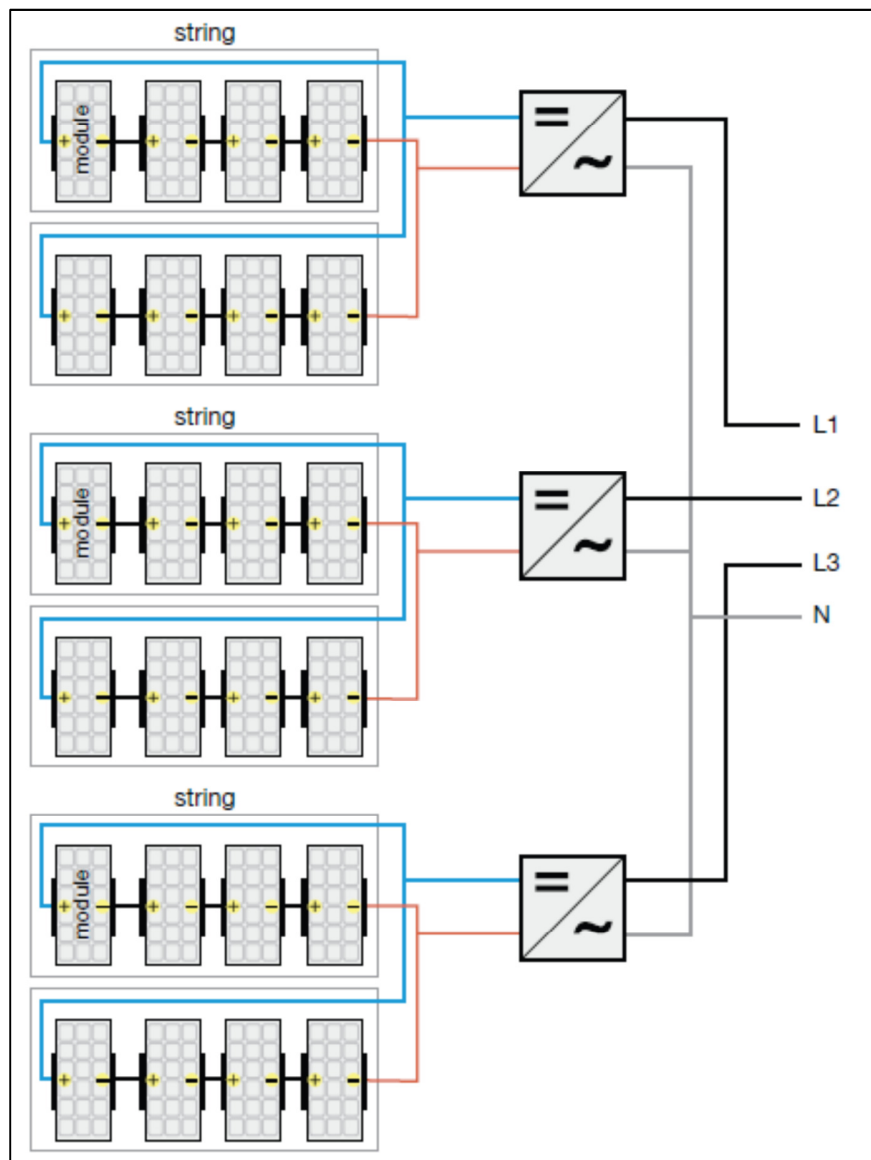 string
module
+ − + − + − + −
+ − + − + − + −
= ~
L1
string
module
+ − + − + − + −
+ − + − + − + −
= ~
L2
L3
N
string
module
+ − + − + − + −
+ − + − + − + −
= ~